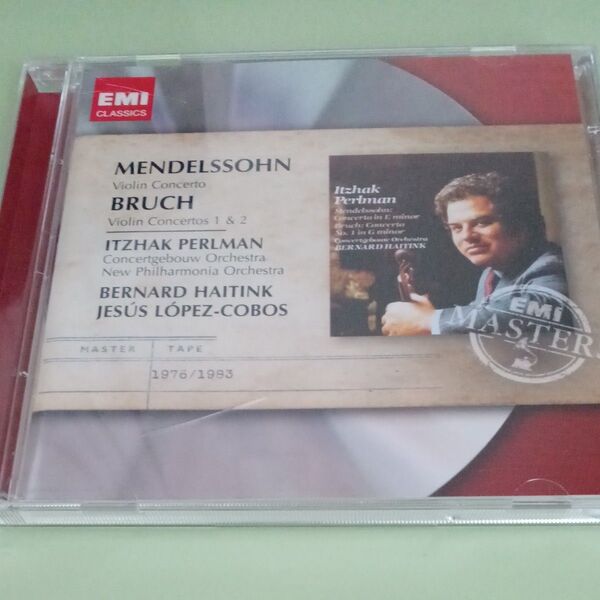 EMI
CLASSICS
MENDELSSOHN
Violin Concerto
BRUCH
Violin Concertos 1 & 2
ITZHAK PERLMAN
Concertgebouw Orchestra
New Philharmonia Orchestra
BERNARD HAITINK
JESÚS LÓPEZ-COBOS
MASTER TAPE
1976/1983
Itzhak
Perlman
Mendelssohn:
Concerto in E minor
Bruch: Concerto
No. 1 in G minor
Concertgebouw Orchestra
BERNARD HAITINK
EMI
MASTERS